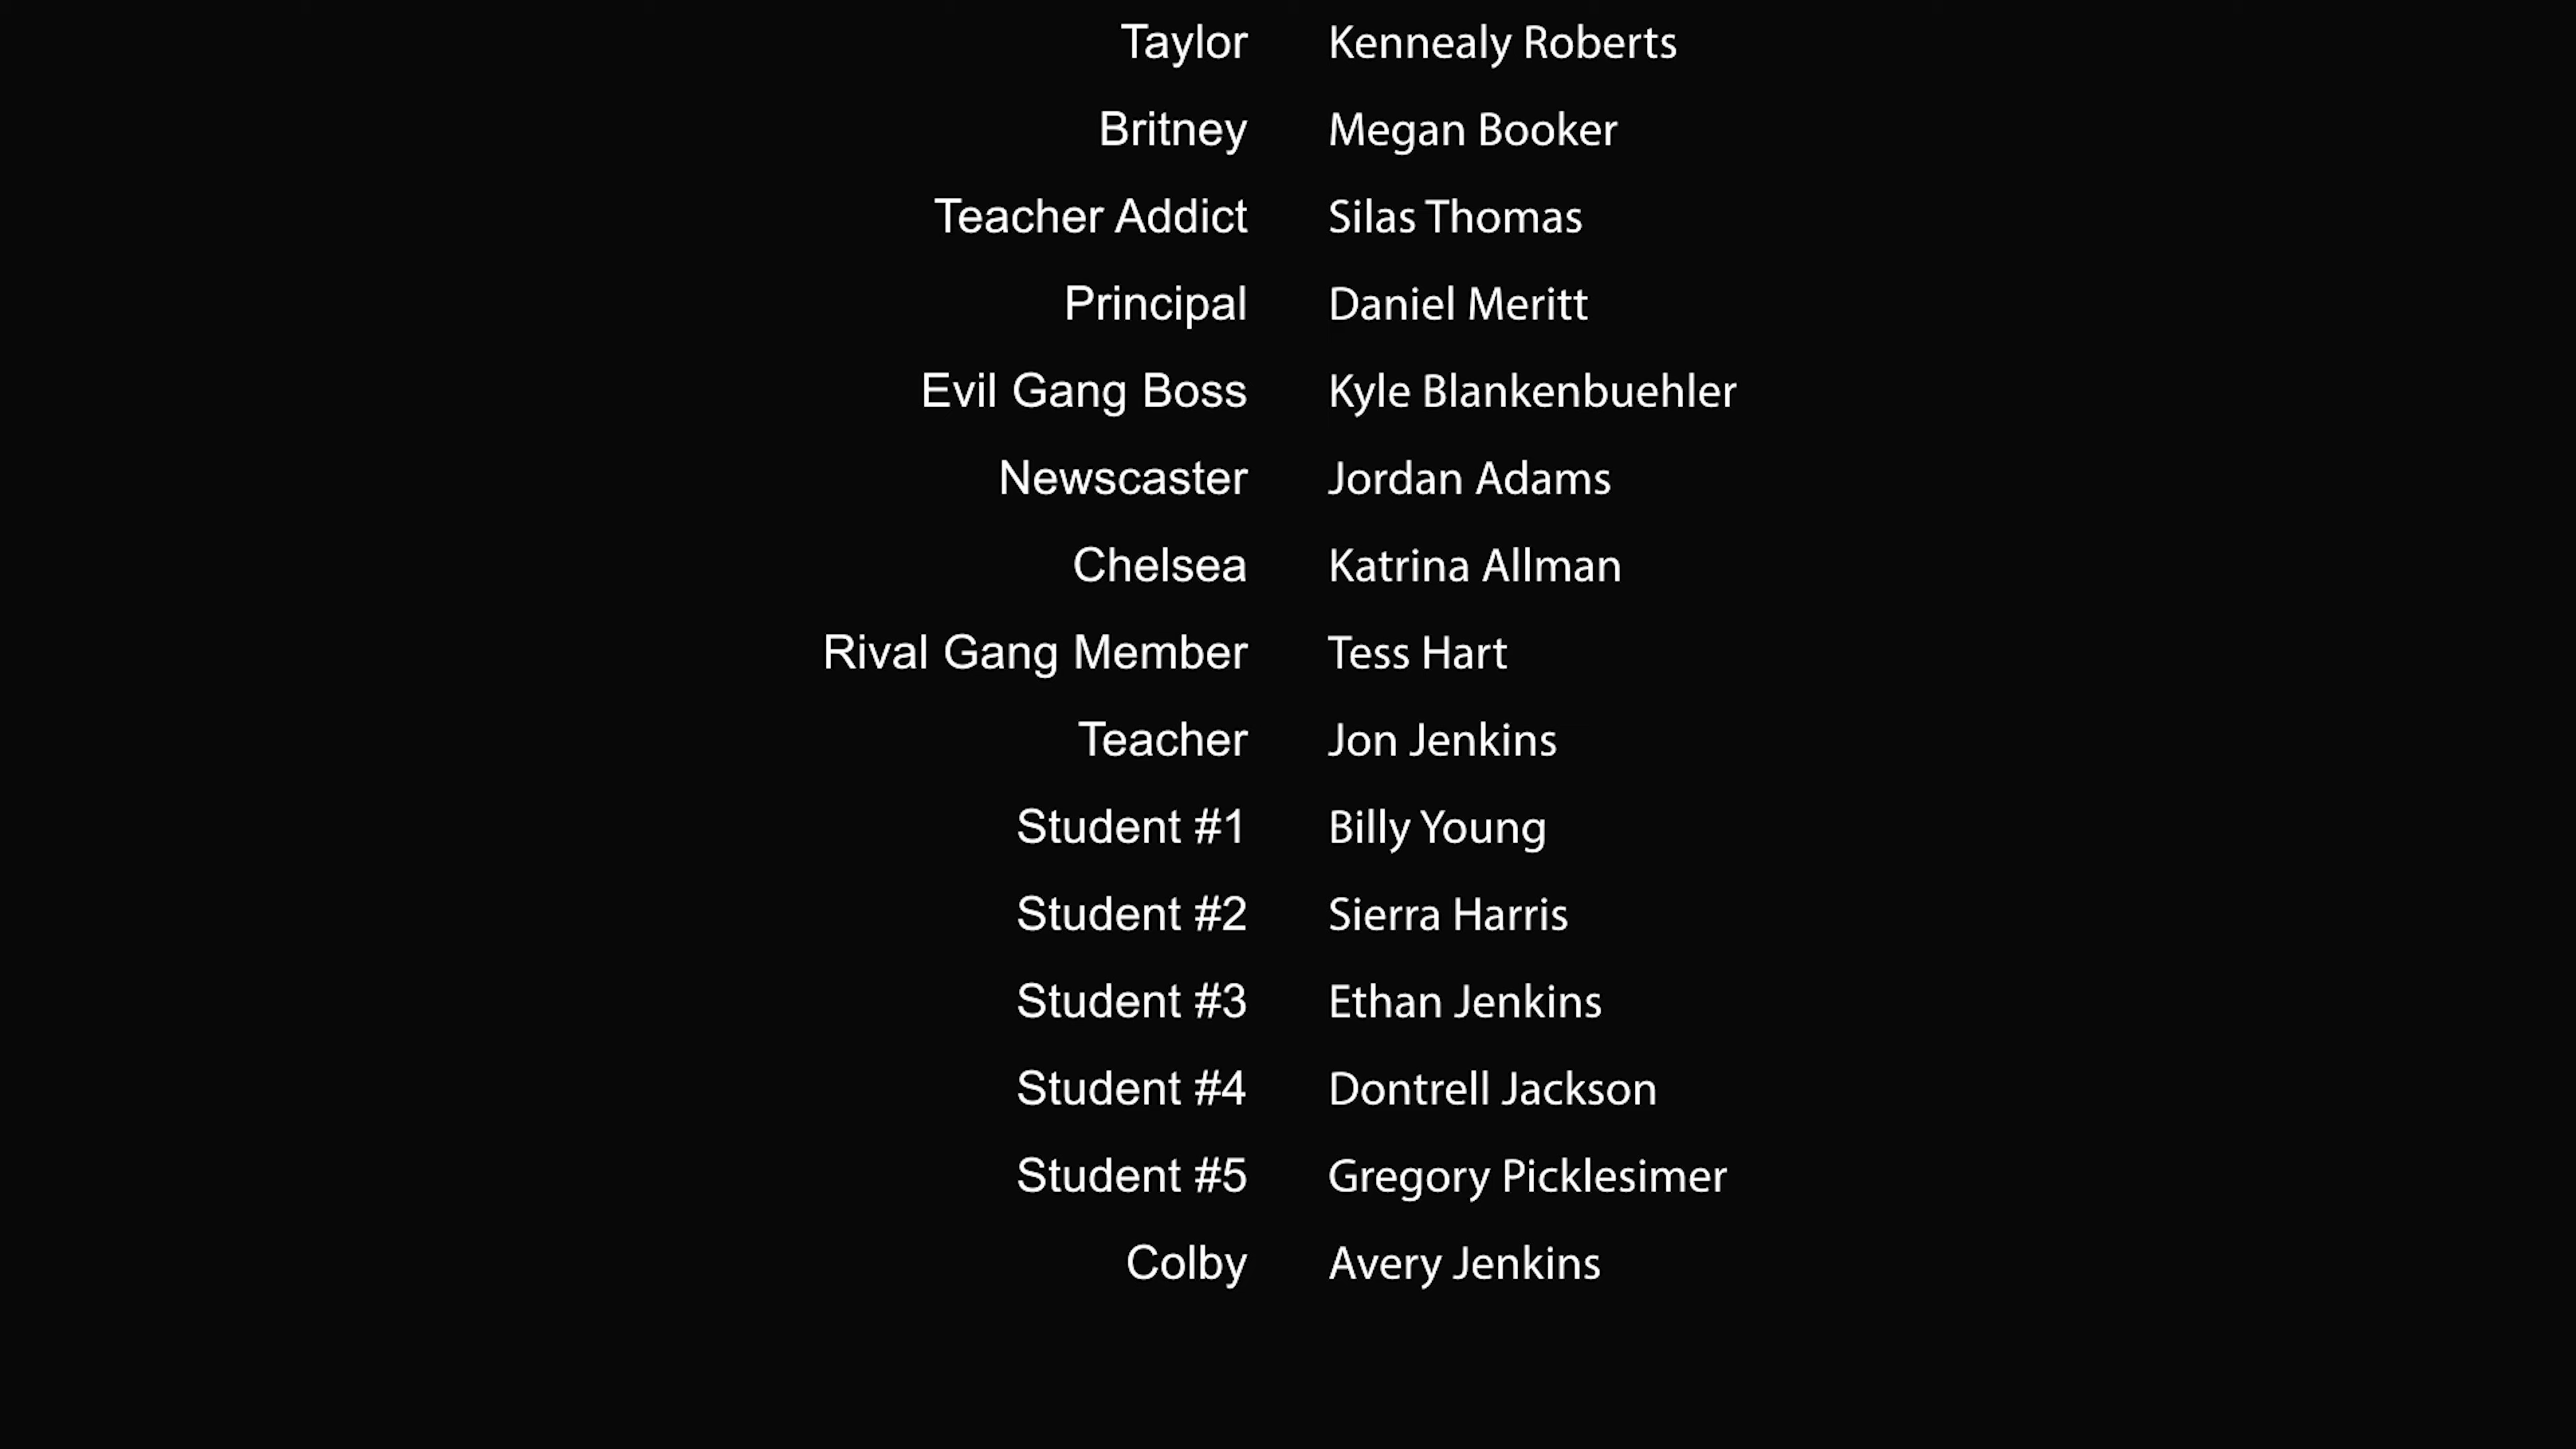 Taylor Kennealy Roberts
Britney Megan Booker
Teacher Addict Silas Thomas
Principal Daniel Meritt
Evil Gang Boss Kyle Blankenbuehler
Newscaster Jordan Adams
Chelsea Katrina Allman
Rival Gang Member Tess Hart
Teacher Jon Jenkins
Student #1 Billy Young
Student #2 Sierra Harris
Student #3 Ethan Jenkins
Student #4 Dontrell Jackson
Student #5 Gregory Picklesimer
Colby Avery Jenkins